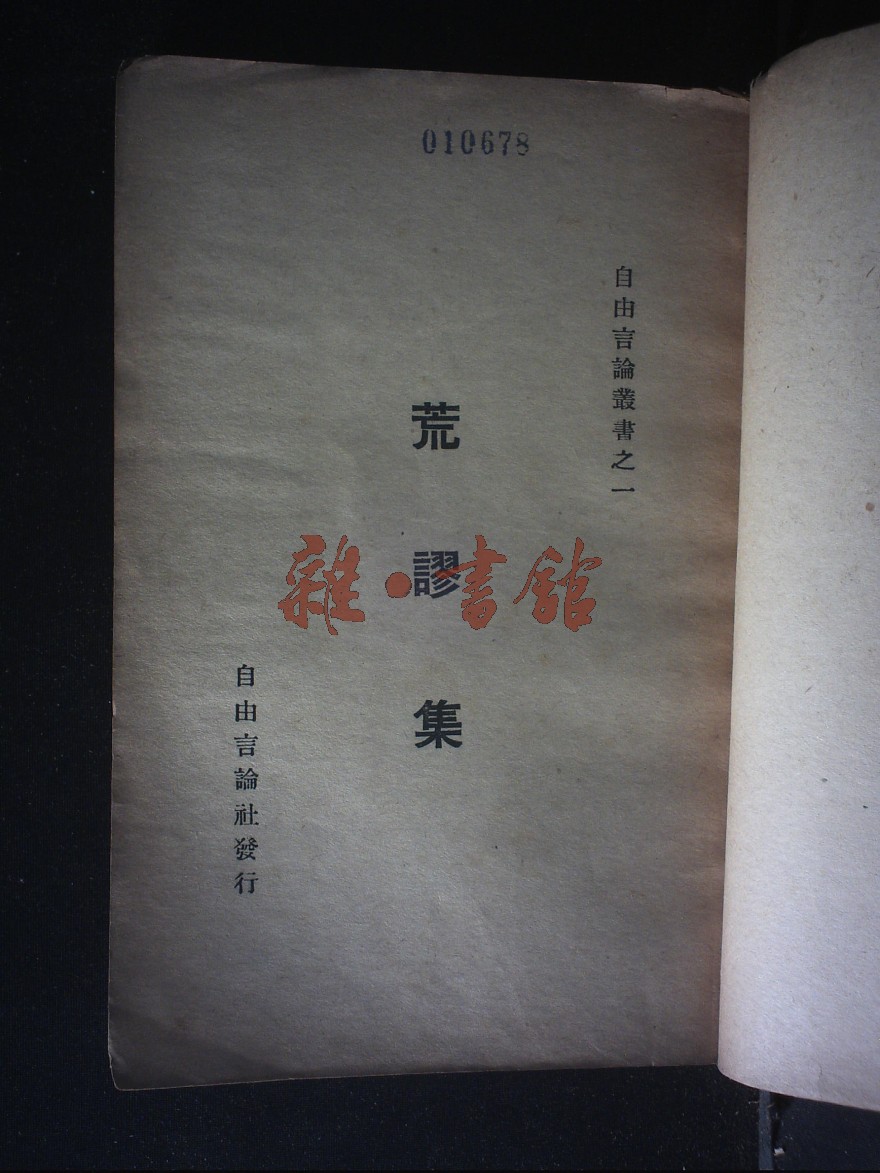 010678
自由言論叢書之一
荒謬集
雜·書館
自由言論社發行